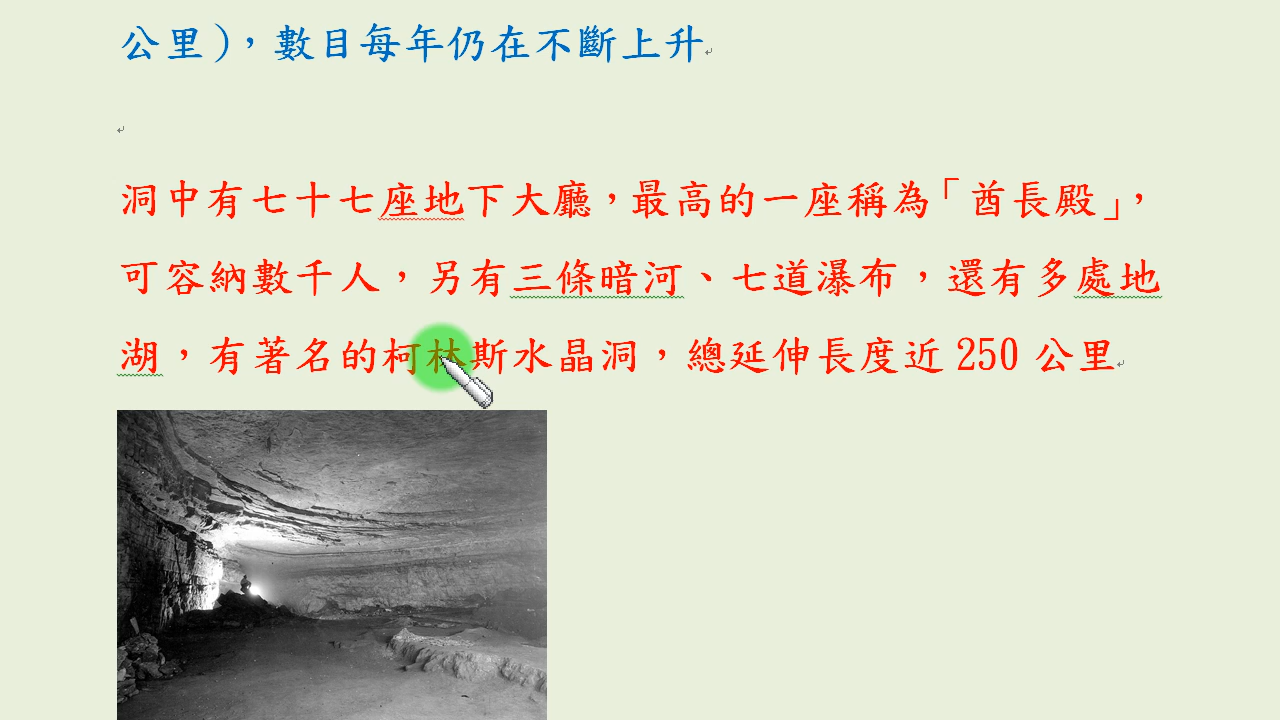 公里），數目每年仍在不斷上升
洞中有七十七座地下大廳，最高的一座稱為「酋長殿」，
可容納數千人，另有三條暗河、七道瀑布，還有多處地
湖，有著名的柯林斯水晶洞，總延伸長度近 250 公里